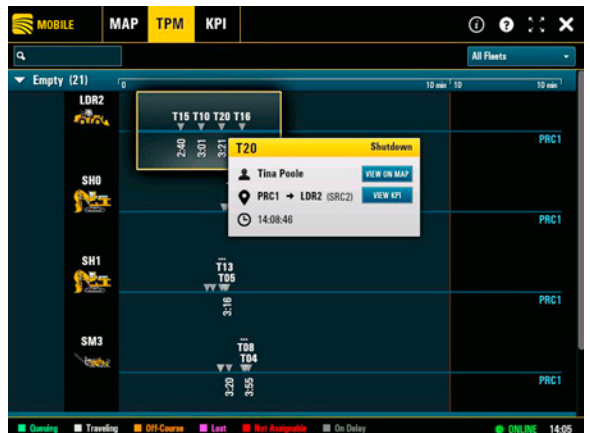 MOBILE MAP TPM KPI
All Fleets
Empty (21) 0 10 min 10 10 min
LDR2
T15 T10 T20 T16
2:40 3:01 3:21
PRC1
T20 Shutdown
Tina Poole VIEW ON MAP
PRC1 → LDR2 (SRC2) VIEW KPI
14:08:46
SH0
PRC1
SH1
...
T13
T05
3:16
PRC1
SM3
...
T08
T04
3:20 3:55
PRC1
Queuing Traveling Off-Course Lost Not Assignable On Delay ONLINE 14:05